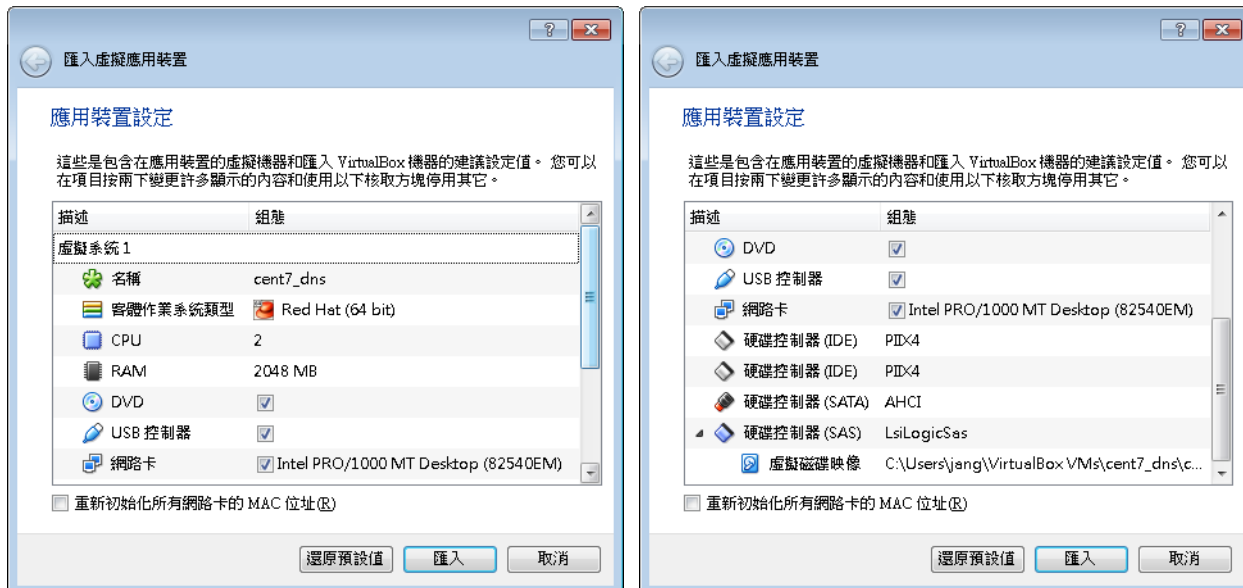 匯入虛擬應用裝置
應用裝置設定
這些是包含在應用裝置的虛擬機器和匯入 VirtualBox 機器的建議設定值。 您可以
在項目按兩下變更許多顯示的內容和使用以下核取方塊停用其它。
描述 組態
虛擬系統 1
名稱 cent7_dns
客體作業系統類型 Red Hat (64 bit)
CPU 2
RAM 2048 MB
DVD
USB 控制器
網路卡 Intel PRO/1000 MT Desktop (82540EM)
重新初始化所有網路卡的 MAC 位址(R)
還原預設值 匯入 取消
匯入虛擬應用裝置
應用裝置設定
這些是包含在應用裝置的虛擬機器和匯入 VirtualBox 機器的建議設定值。 您可以
在項目按兩下變更許多顯示的內容和使用以下核取方塊停用其它。
描述 組態
DVD
USB 控制器
網路卡 Intel PRO/1000 MT Desktop (82540EM)
硬碟控制器 (IDE) PIIX4
硬碟控制器 (IDE) PIIX4
硬碟控制器 (SATA) AHCI
硬碟控制器 (SAS) LsiLogicSas
虛擬磁碟映像 C:\Users\jang\VirtualBox VMs\cent7_dns\c...
重新初始化所有網路卡的 MAC 位址(R)
還原預設值 匯入 取消